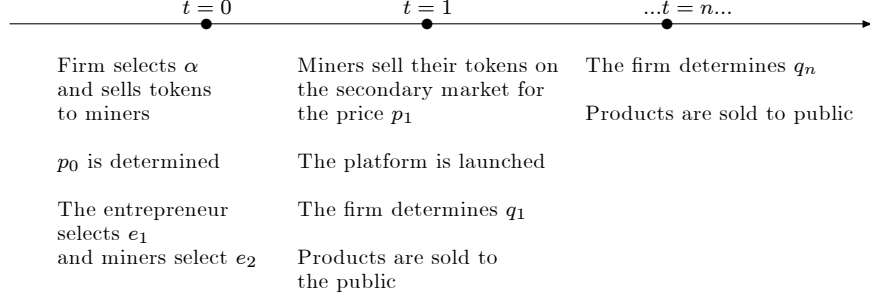 t = 0
t = 1
...t = n...
Firm selects α
and sells tokens
to miners
p₀ is determined
The entrepreneur
selects e₁
and miners select e₂
Miners sell their tokens on
the secondary market for
the price p₁
The platform is launched
The firm determines q₁
Products are sold to
the public
The firm determines qₙ
Products are sold to public